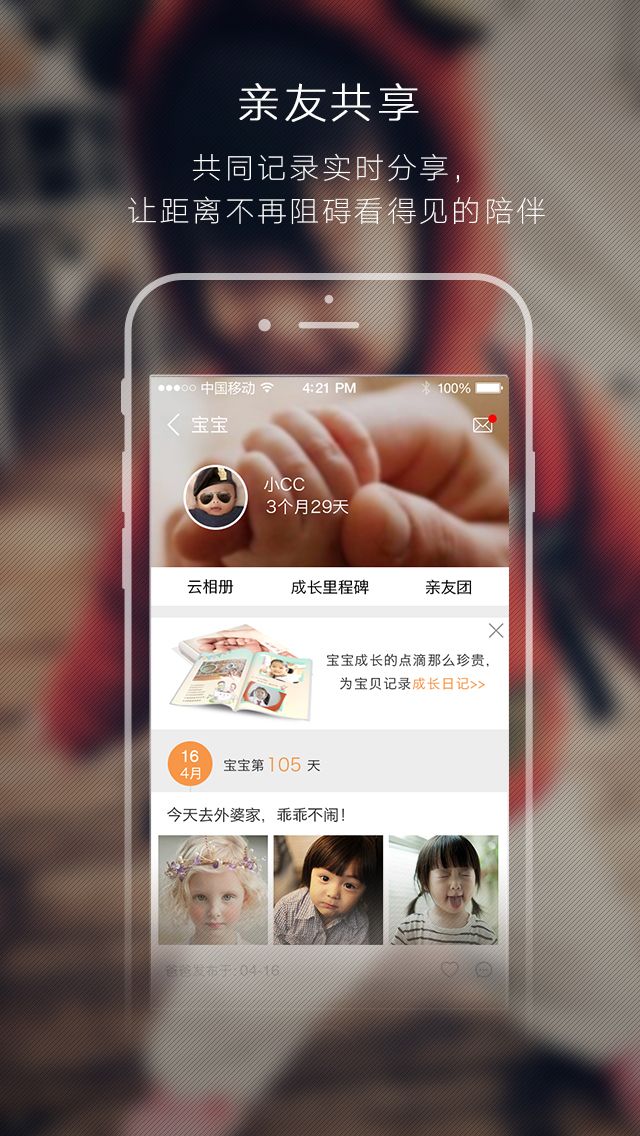 亲友共享
共同记录实时分享，
让距离不再阻碍看得见的陪伴
中国移动 4:21 PM 100%
宝宝
小CC
3个月29天
云相册 成长里程碑 亲友团
宝宝成长的点滴那么珍贵，
为宝贝记录成长日记>>
16
4月
宝宝第 105 天
今天去外婆家，乖乖不闹！
爸爸发布于: 04-16